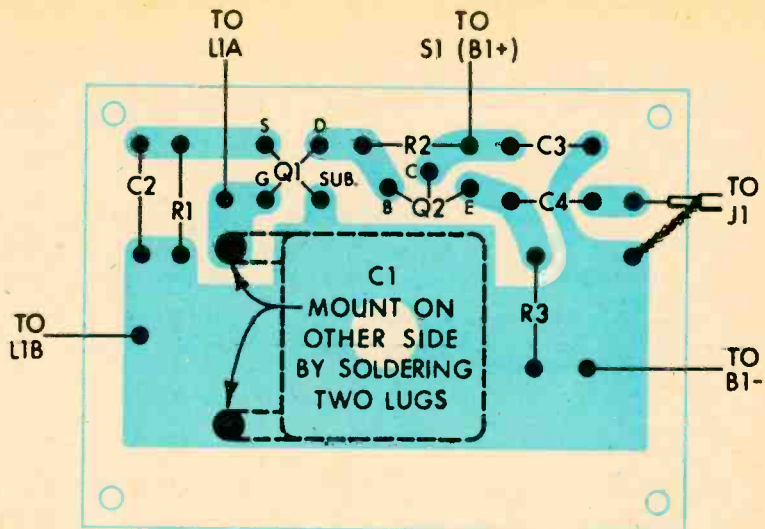 TO
L1A
TO
S1 (B1+)
S
D
R2
C3
C
C2
R1
Q1
G
SUB.
B
Q2
E
C4
TO
J1
C1
MOUNT ON
OTHER SIDE
BY SOLDERING
TWO LUGS
R3
TO
L1B
TO
B1-